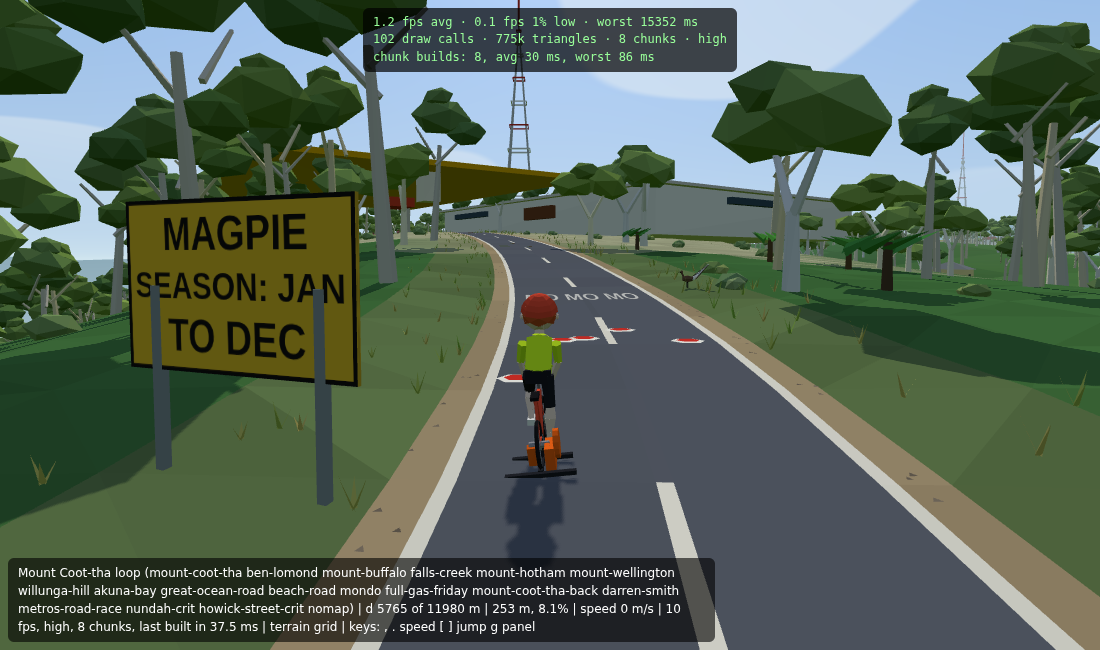 1.2 fps avg · 0.1 fps 1% low · worst 15352 ms
102 draw calls · 775k triangles · 8 chunks · high
chunk builds: 8, avg 30 ms, worst 86 ms
MAGPIE
SEASON: JAN
TO DEC
MO MO MO
Mount Coot-tha loop (mount-coot-tha ben-lomond mount-buffalo falls-creek mount-hotham mount-wellington
willunga-hill akuna-bay great-ocean-road beach-road mondo full-gas-friday mount-coot-tha-back darren-smith
metros-road-race nundah-crit howick-street-crit nomap) | d 5765 of 11980 m | 253 m, 8.1% | speed 0 m/s | 10
fps, high, 8 chunks, last built in 37.5 ms | terrain grid | keys: , . speed [ ] jump g panel